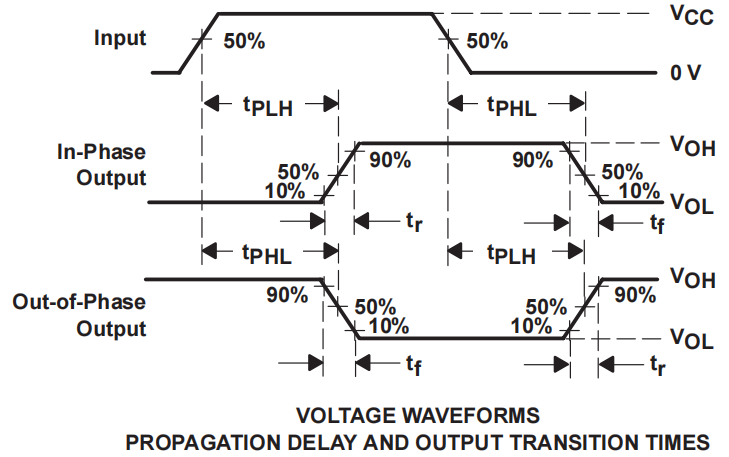 VCC
Input
50%
50%
0 V
tPLH
tPHL
In-Phase
Output
VOH
90%
90%
50%
50%
10%
10%
VOL
tr
tf
tPHL
tPLH
Out-of-Phase
Output
VOH
90%
90%
50%
50%
10%
10%
VOL
tf
tr
VOLTAGE WAVEFORMS
PROPAGATION DELAY AND OUTPUT TRANSITION TIMES